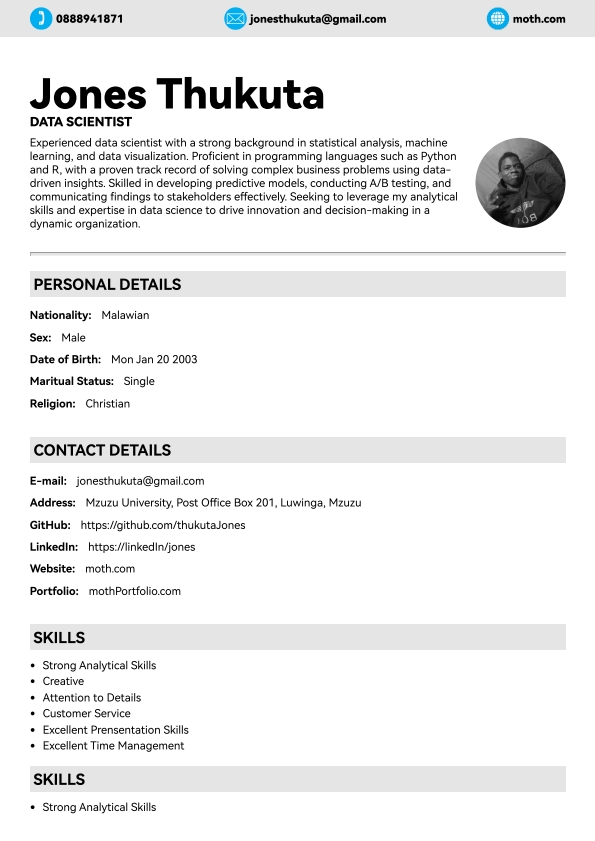 0888941871 jonesthukuta@gmail.com moth.com
Jones Thukuta
DATA SCIENTIST
Experienced data scientist with a strong background in statistical analysis, machine
learning, and data visualization. Proficient in programming languages such as Python
and R, with a proven track record of solving complex business problems using data-
driven insights. Skilled in developing predictive models, conducting A/B testing, and
communicating findings to stakeholders effectively. Seeking to leverage my analytical
skills and expertise in data science to drive innovation and decision-making in a
dynamic organization.
PERSONAL DETAILS
Nationality: Malawian
Sex: Male
Date of Birth: Mon Jan 20 2003
Maritual Status: Single
Religion: Christian
CONTACT DETAILS
E-mail: jonesthukuta@gmail.com
Address: Mzuzu University, Post Office Box 201, Luwinga, Mzuzu
GitHub: https://github.com/thukutaJones
LinkedIn: https://linkedIn/jones
Website: moth.com
Portfolio: mothPortfolio.com
SKILLS
• Strong Analytical Skills
• Creative
• Attention to Details
• Customer Service
• Excellent Prensentation Skills
• Excellent Time Management
SKILLS
• Strong Analytical Skills